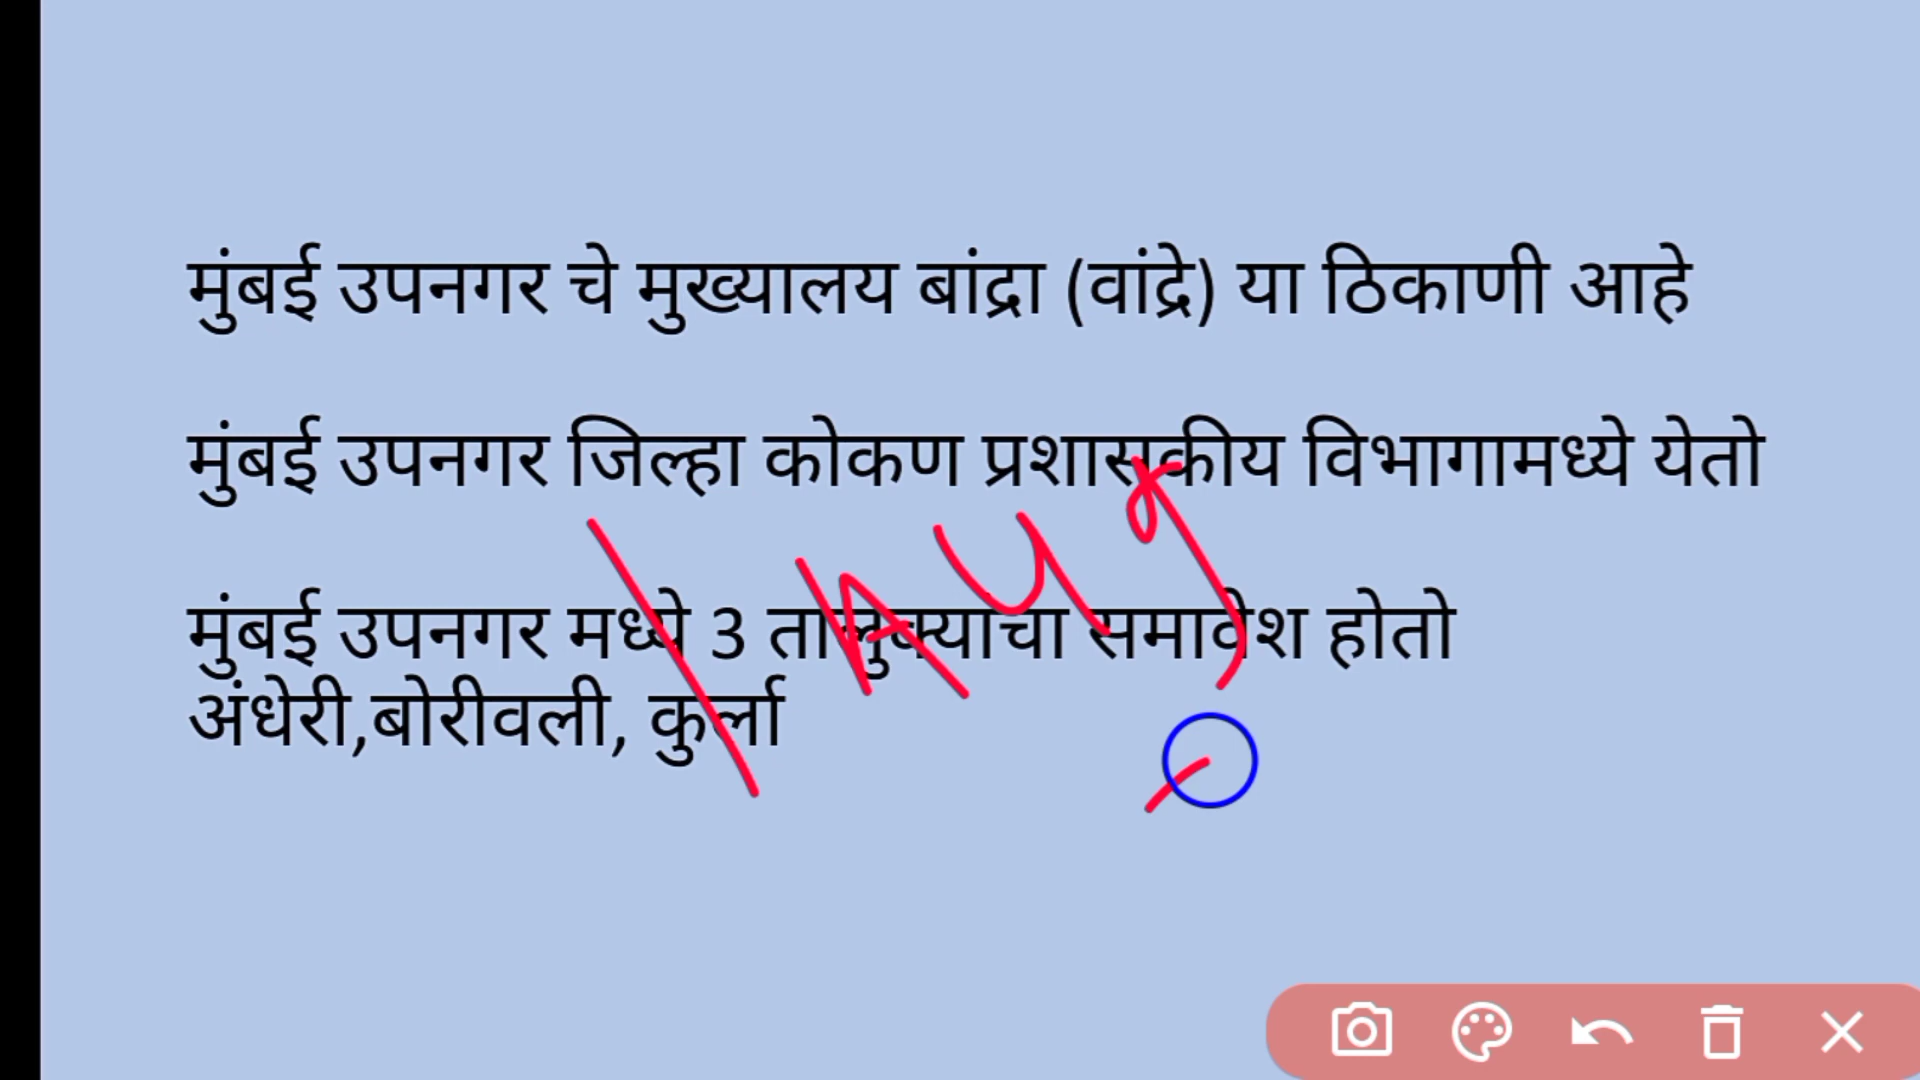 मुंबई उपनगर चे मुख्यालय बांद्रा (वांद्रे) या ठिकाणी आहे
मुंबई उपनगर जिल्हा कोकण प्रशासकीय विभागामध्ये येतो
मुंबई उपनगर मध्ये 3 तालुक्यांचा समावेश होतो
अंधेरी,बोरीवली, कुर्ला